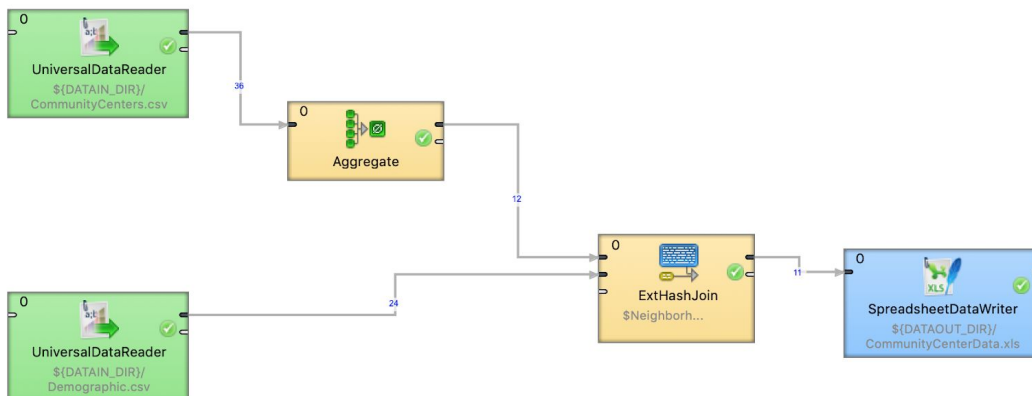 0
a;b
UniversalDataReader
${DATAIN_DIR}/
CommunityCenters.csv
36
0
Aggregate
12
0
ExtHashJoin
$Neighborh...
11
0
XLS
SpreadsheetDataWriter
${DATAOUT_DIR}/
CommunityCenterData.xls
0
a;b
UniversalDataReader
${DATAIN_DIR}/
Demographic.csv
24